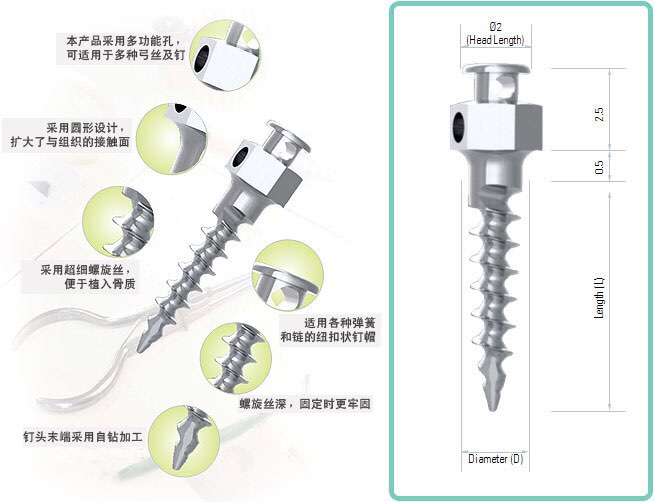 本产品采用多功能孔，
可适用于多种弓丝及钉
采用圆形设计，
扩大了与组织的接触面
采用超细螺旋丝，
便于植入骨质
适用各种弹簧
和链的纽扣状钉帽
螺旋丝深，固定时更牢固
钉头末端采用自钻加工
Ø2
(Head Length)
2.5
0.5
Length (L)
Diameter (D)